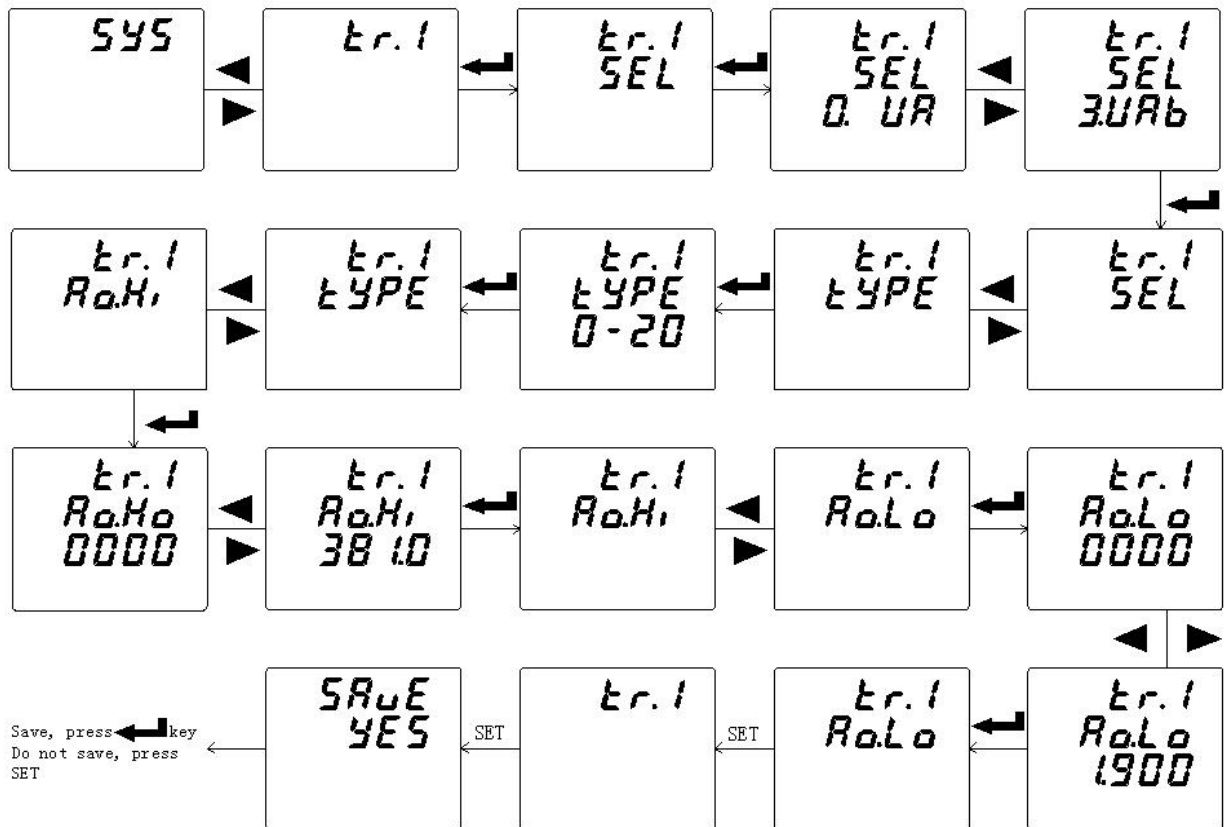 SYS
tr.1
tr.1
SEL
tr.1
SEL
0. UA
tr.1
SEL
3.UAb
Ao.Hi
tr.1
tYPE
tr.1
tYPE
0-20
tr.1
tYPE
tr.1
SEL
tr.1
Ao.Ho
0000
tr.1
Ao.Hi
381.0
tr.1
Ao.Hi
tr.1
Ao.Lo
tr.1
Ao.Lo
0000
Save, press key
Do not save, press
SET
SAvE
YES
SET
tr.1
SET
tr.1
Ao.Lo
tr.1
Ao.Lo
1.900